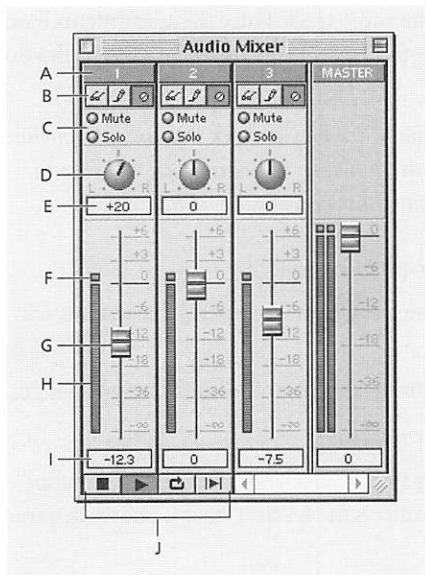 Audio Mixer
A 1 2 3 MASTER
B
C Mute Mute Mute
Solo Solo Solo
D
L R L R L R
E +20 0 0
+6 +6 +6
+3 +3 +3 0
F 0 0 0
-6
-6 -6 -6
-12
G -12 -12 -12
-18
-18 -18 -18
H -36 -36 -36 -36
-∞ -∞ -∞ -∞
I -12.3 0 -7.5 0
J